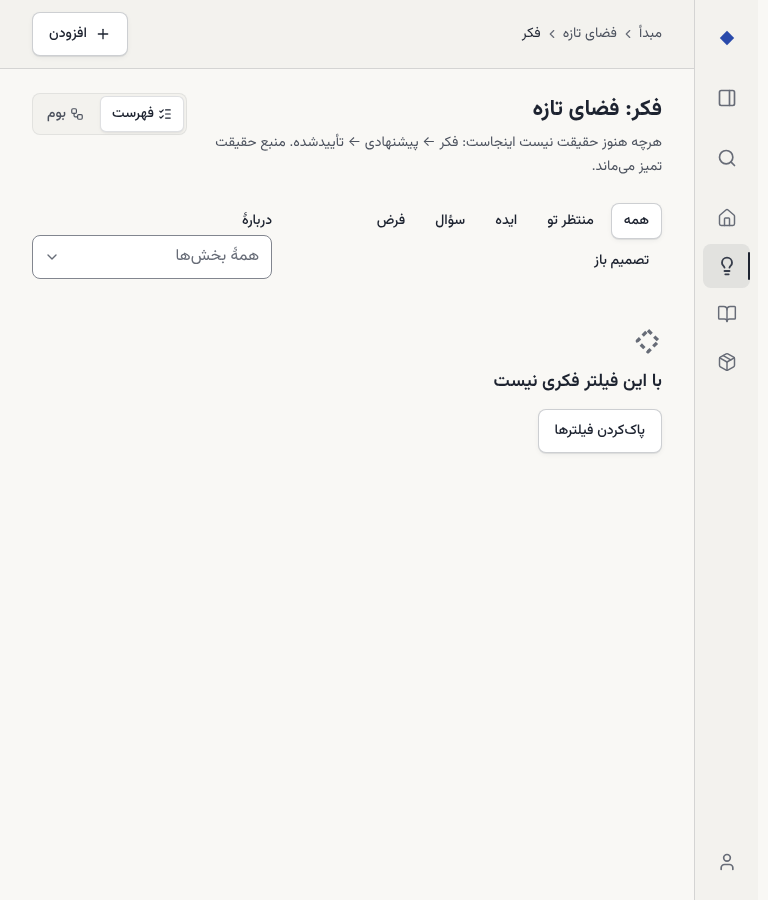 مبدأ › فضای تازه › فکر
افزودن
فکر: فضای تازه
هرچه هنوز حقیقت نیست اینجاست: فکر ← پیشنهادی ← تأییدشده. منبع حقیقت
تمیز می‌ماند.
فهرست
بوم
همه
منتظر تو
ایده
سؤال
فرض
تصمیم باز
دربارهٔ
همهٔ بخش‌ها
با این فیلتر فکری نیست
پاک‌کردن فیلترها